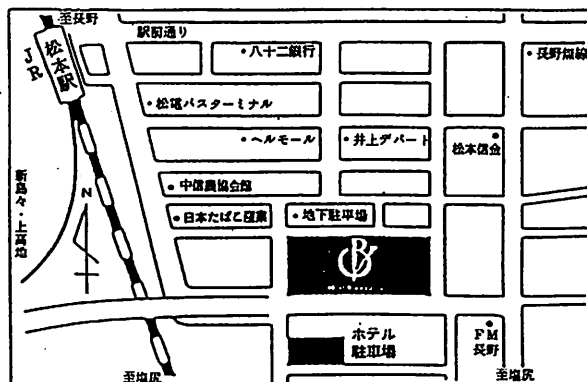 至長野
駅前通り
JR
松本駅
・八十二銀行
・長野無線
・松電バスターミナル
・ヘルモール
・井上デパート
松本信金
新島々・上高地
N
・中信農協会館
・日本たばこ産業
・地下駐車場
ホテル
駐車場
FM
長野
至塩尻
至塩尻